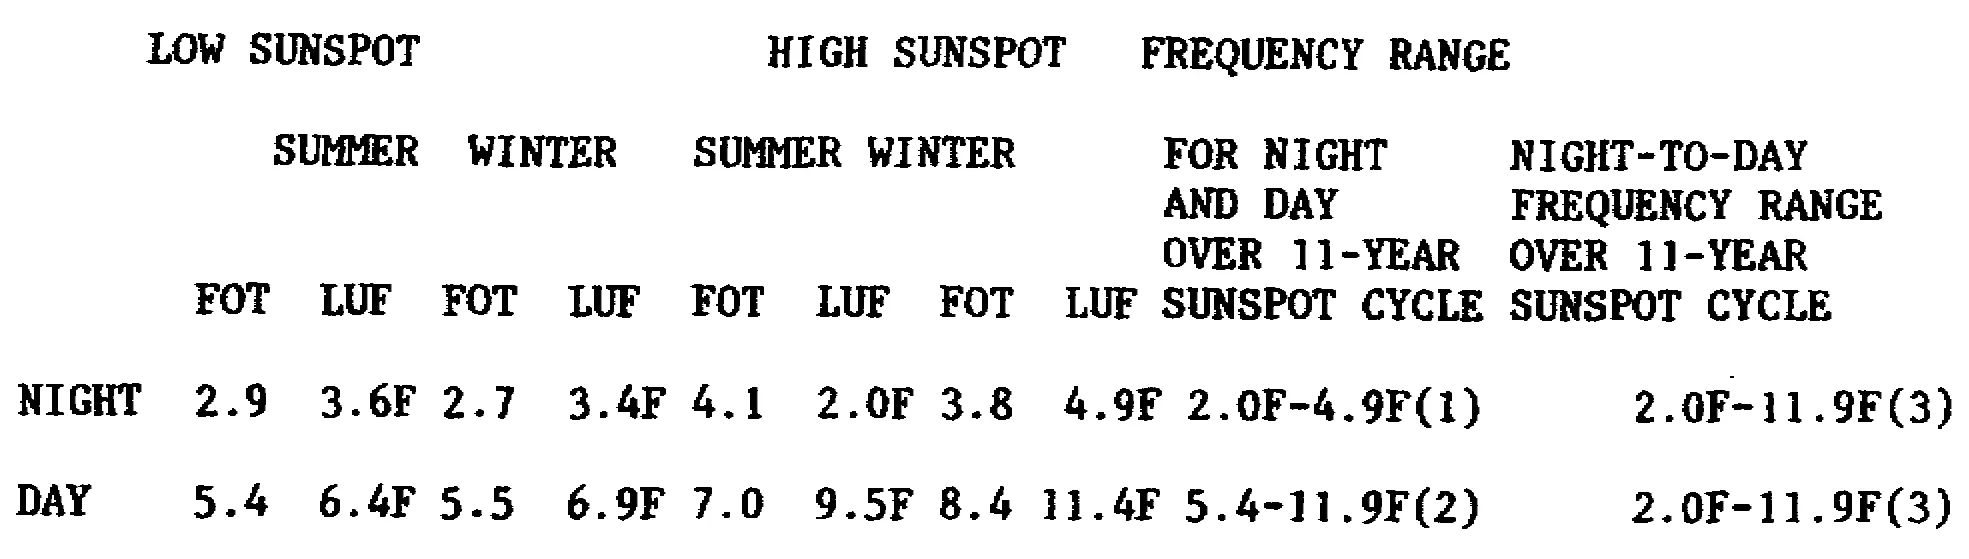 LOW SUNSPOT HIGH SUNSPOT FREQUENCY RANGE
SUMMER WINTER SUMMER WINTER FOR NIGHT NIGHT-TO-DAY
AND DAY FREQUENCY RANGE
OVER 11-YEAR OVER 11-YEAR
FOT LUF FOT LUF FOT LUF FOT LUF SUNSPOT CYCLE SUNSPOT CYCLE
NIGHT 2.9 3.6F 2.7 3.4F 4.1 2.0F 3.8 4.9F 2.0F-4.9F(1) 2.0F-11.9F(3)
DAY 5.4 6.4F 5.5 6.9F 7.0 9.5F 8.4 11.4F 5.4-11.9F(2) 2.0F-11.9F(3)